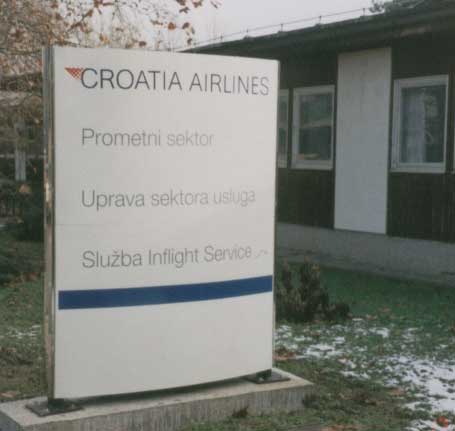 CROATIA AIRLINES
Prometni sektor
Uprava sektora usluga
Služba Inflight Service